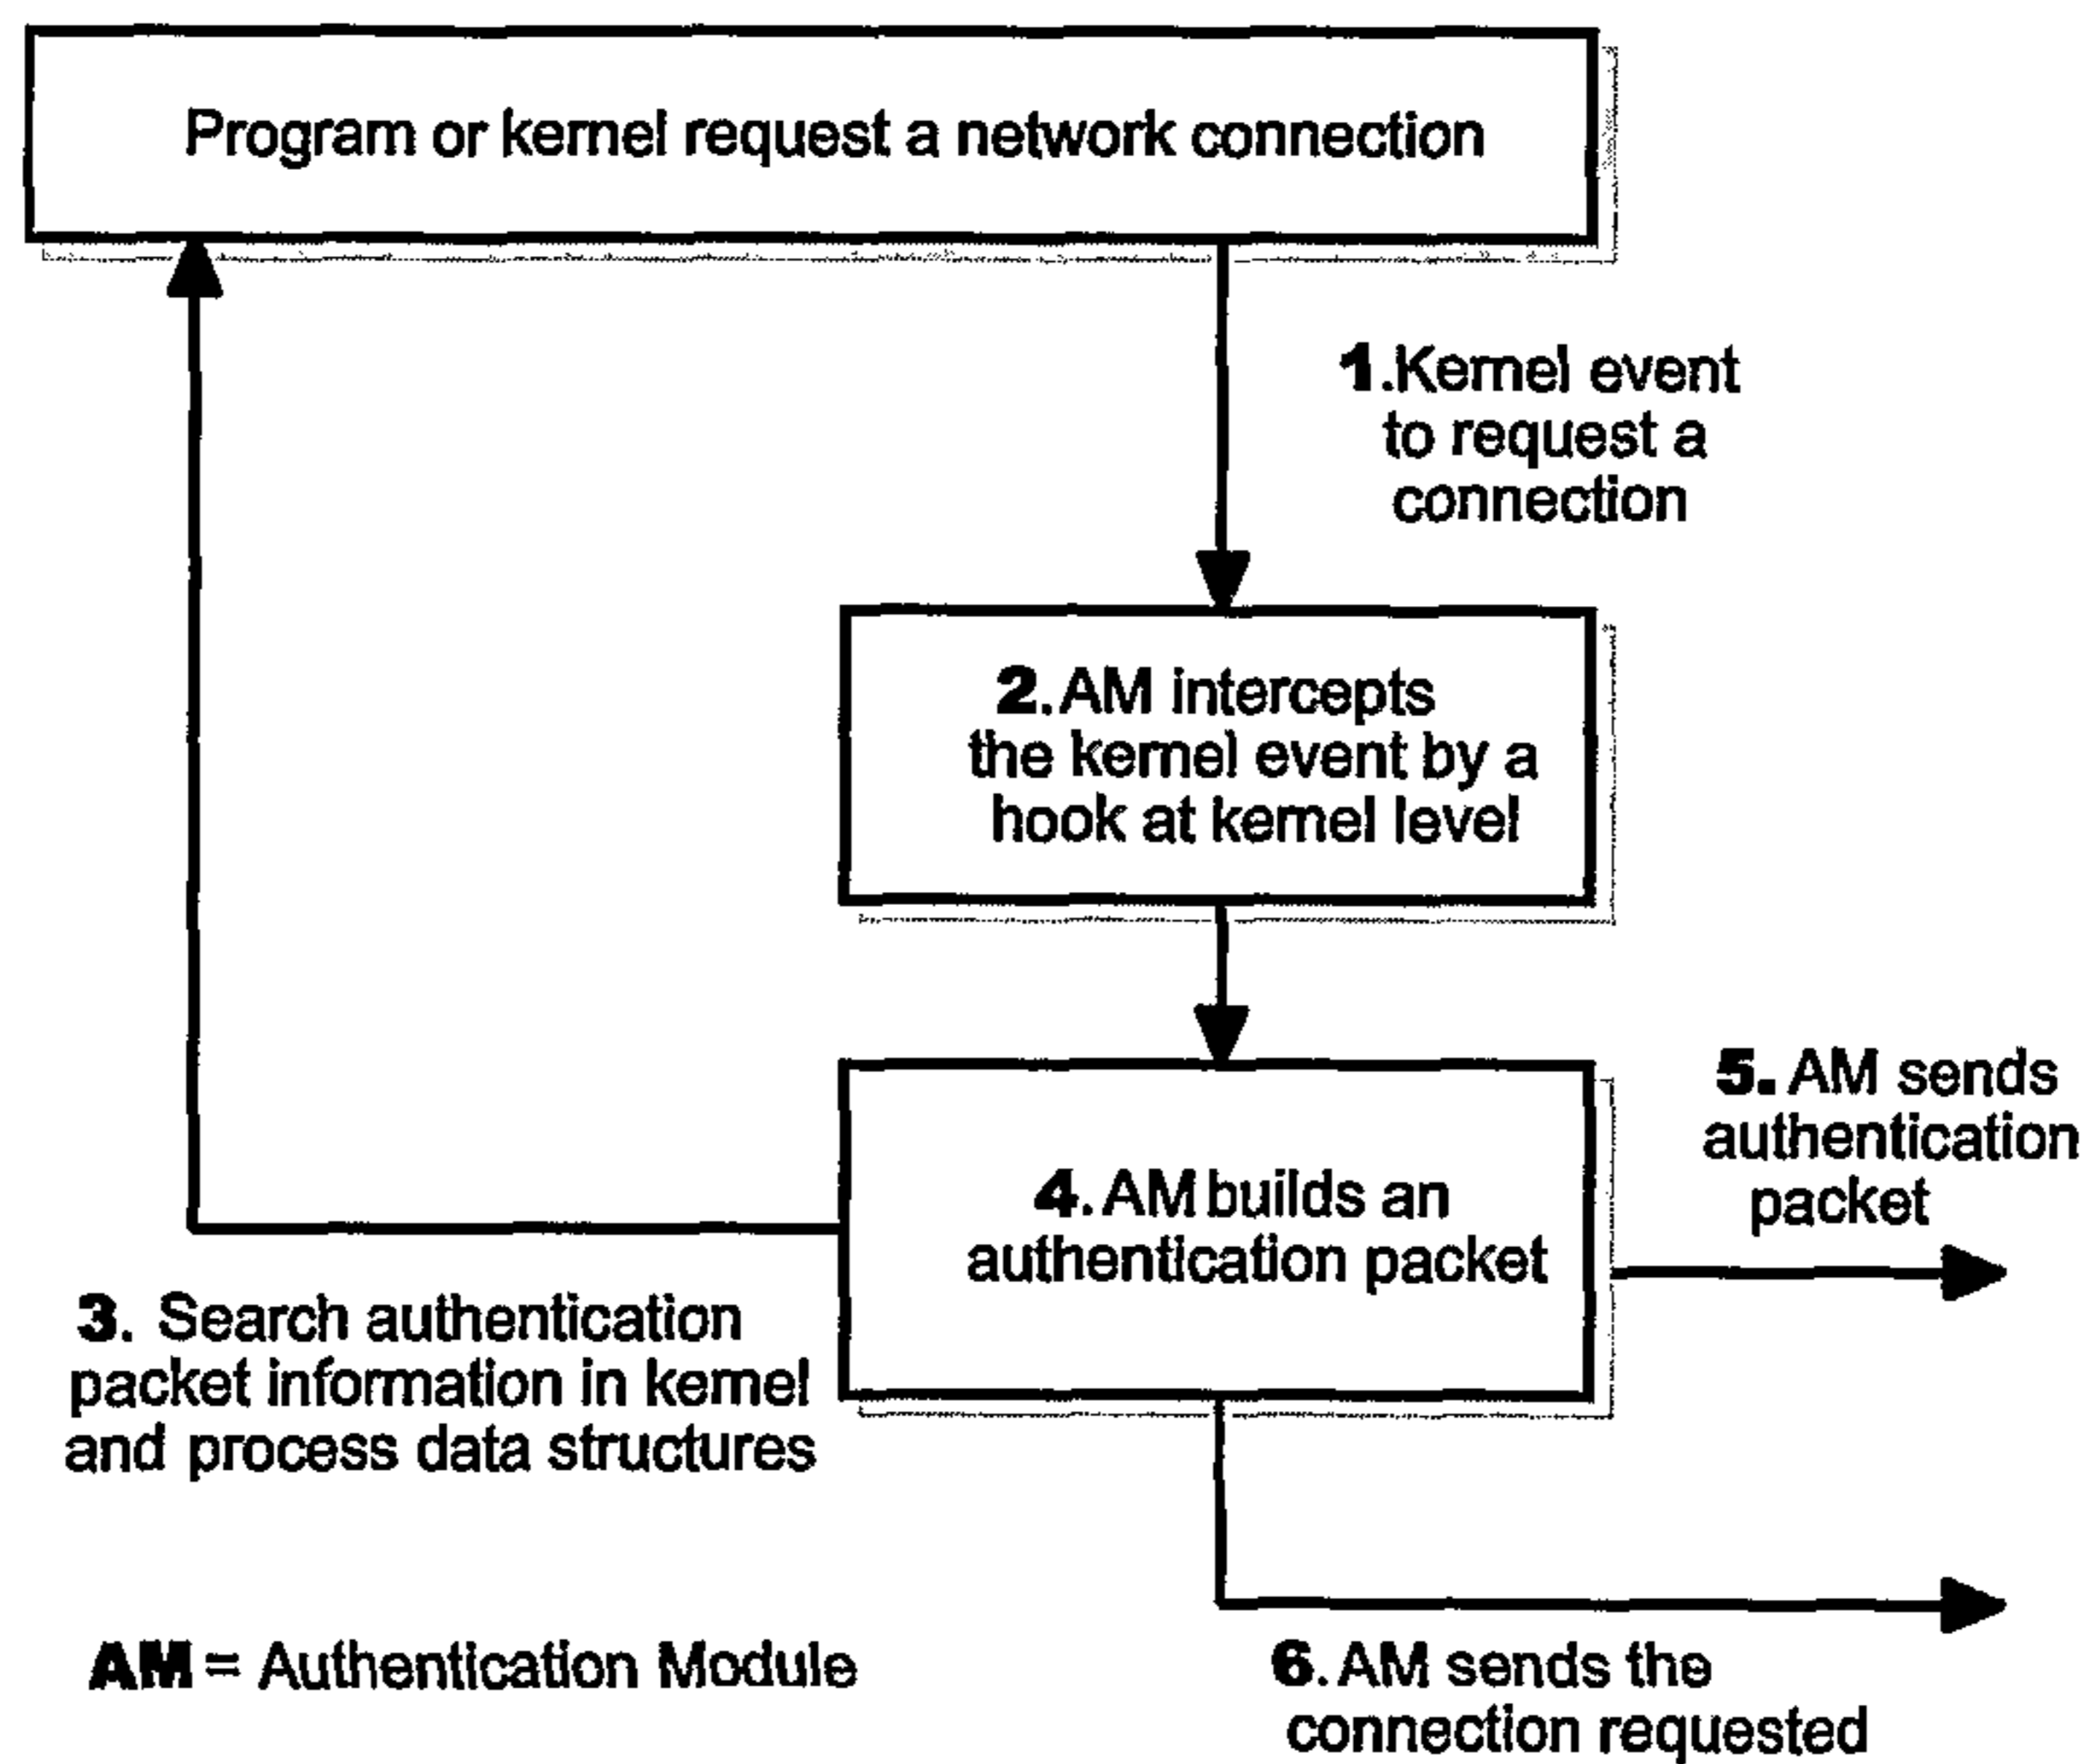 Program or kernel request a network connection
1.Kernel event
to request a
connection
2. AM intercepts
the kernel event by a
hook at kernel level
3. Search authentication
packet information in kernel
and process data structures
4. AM builds an
authentication packet
5. AM sends
authentication
packet
6. AM sends the
connection requested
AM = Authentication Module